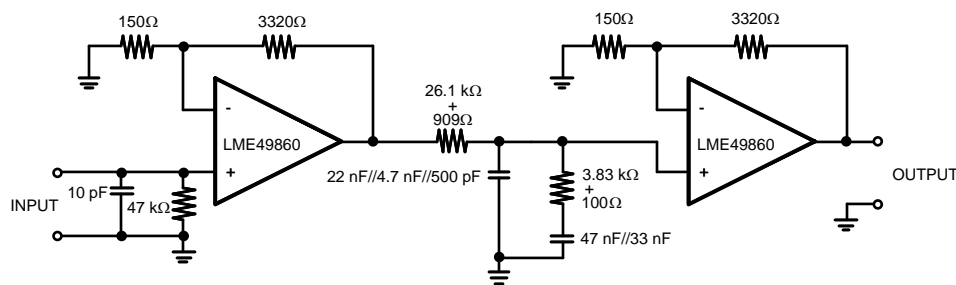 150Ω
3320Ω
150Ω
3320Ω
26.1 kΩ
+
909Ω
-
LME49860
+
-
LME49860
+
22 nF//4.7 nF//500 pF
3.83 kΩ
+
100Ω
47 nF//33 nF
INPUT
10 pF
47 kΩ
OUTPUT